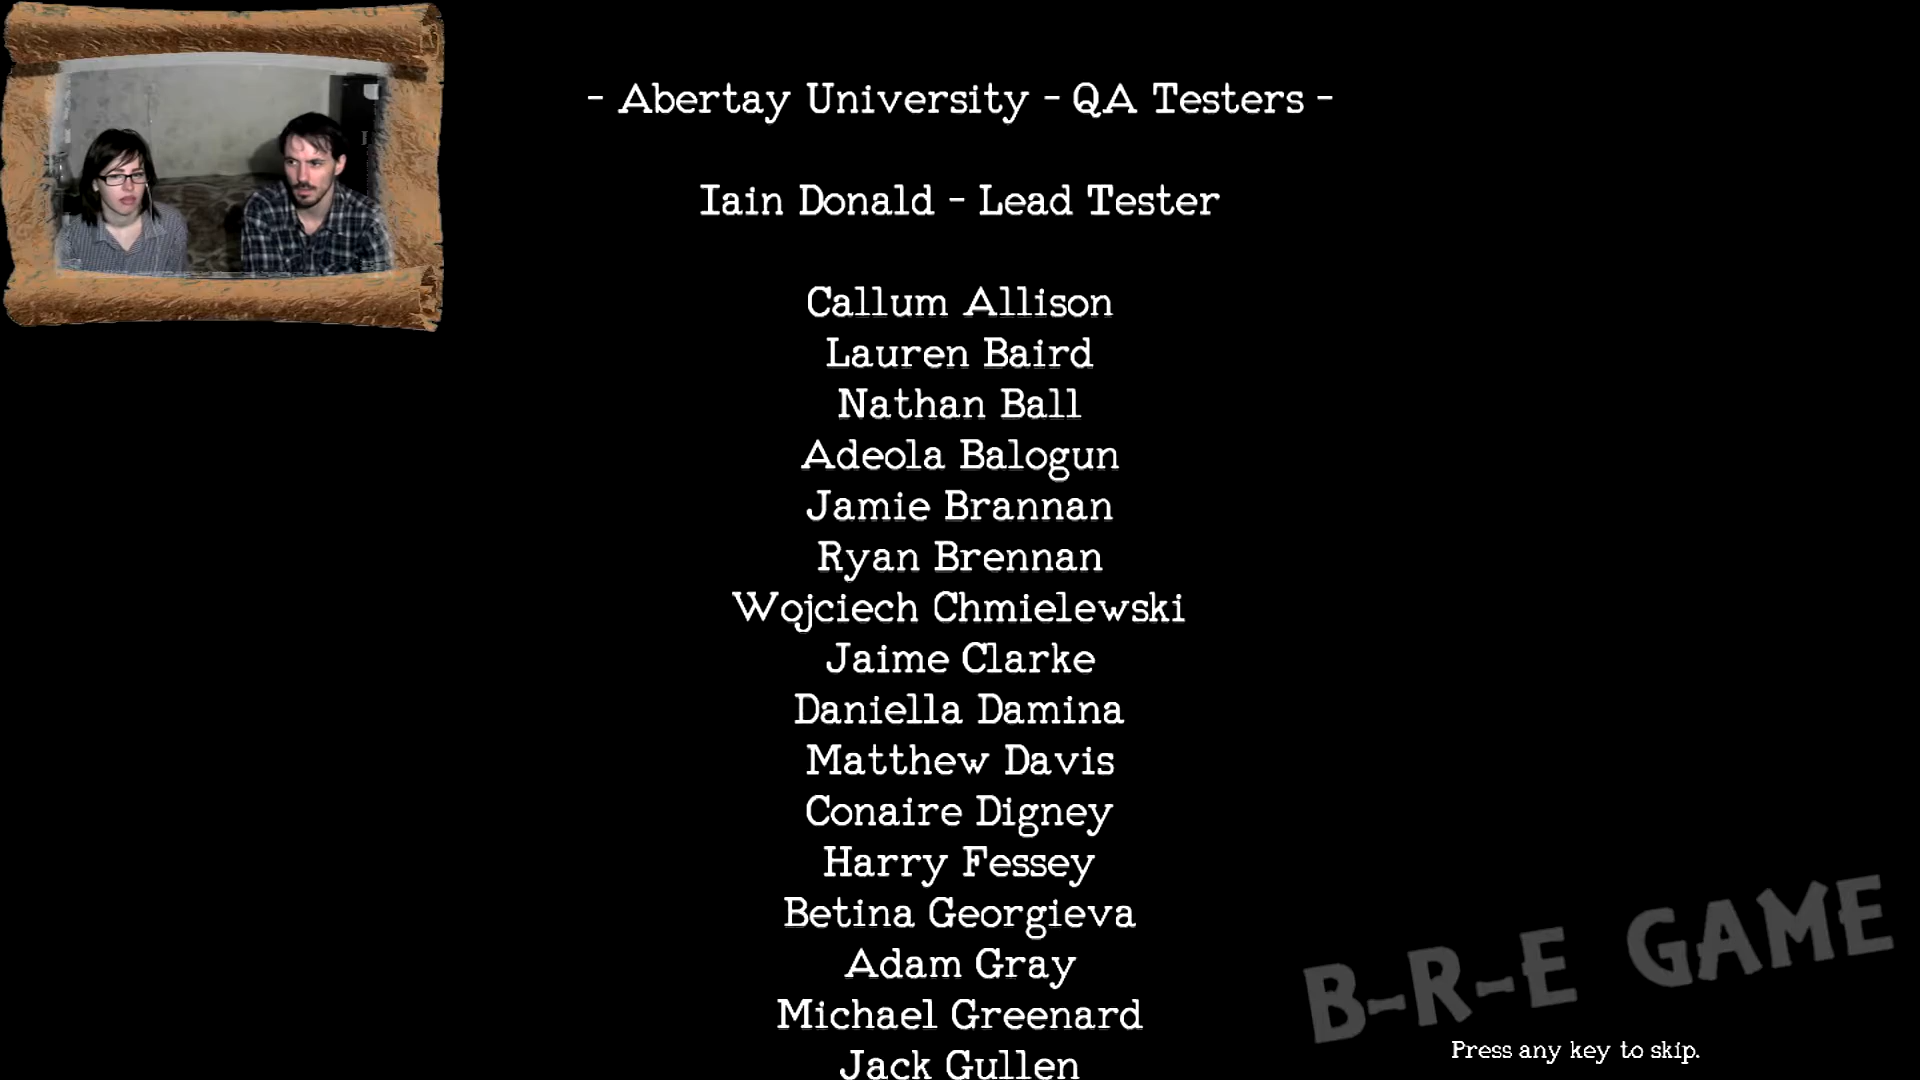 - Abertay University - QA Testers -
Iain Donald - Lead Tester
Callum Allison
Lauren Baird
Nathan Ball
Adeola Balogun
Jamie Brannan
Ryan Brennan
Wojciech Chmielewski
Jaime Clarke
Daniella Damina
Matthew Davis
Conaire Digney
Harry Fessey
Betina Georgieva
Adam Gray
Michael Greenard
Jack Gullen
B-R-E GAME
Press any key to skip.